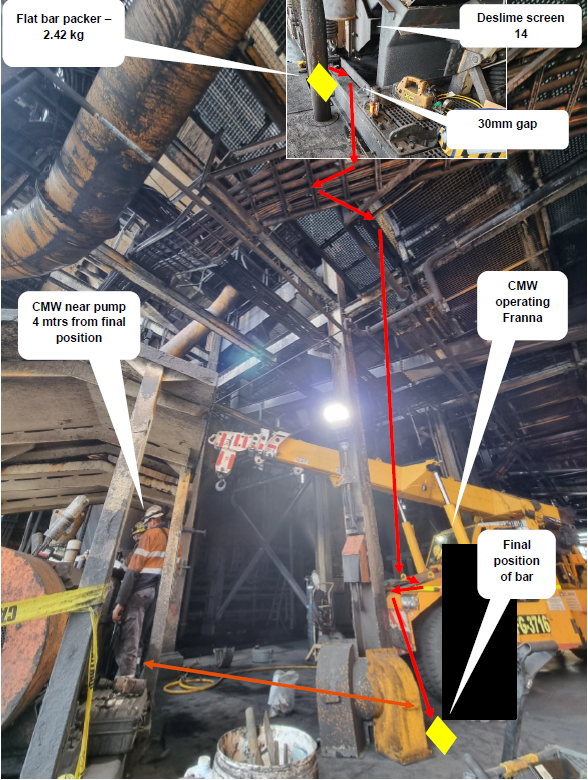 Flat bar packer –
2.42 kg
Deslime screen
14
30mm gap
CMW near pump
4 mtrs from final
position
CMW
operating
Franna
Final
position
of bar
G-3716